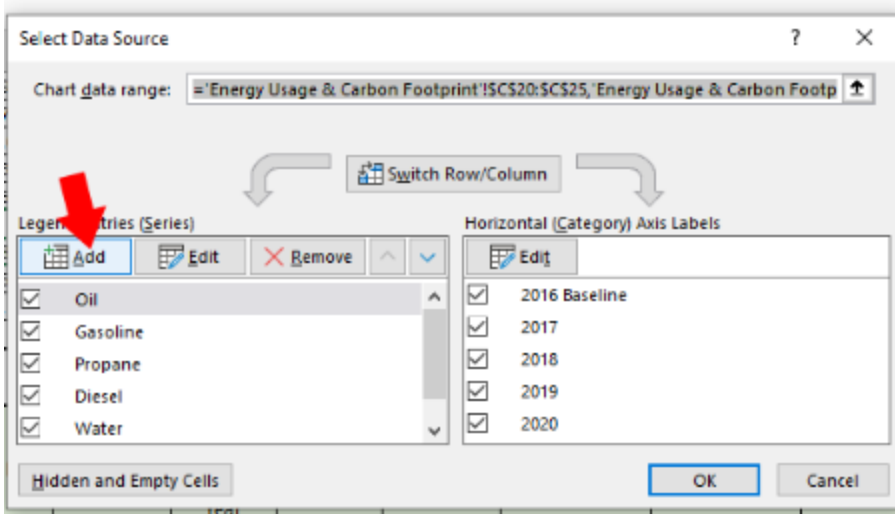 Select Data Source ?
Chart data range: ='Energy Usage & Carbon Footprint'!$C$20:$C$25,'Energy Usage & Carbon Footp
Switch Row/Column
(Series)
Horizontal (Category) Axis Labels
Add Edit Remove Edit
Oil 2016 Baseline
Gasoline 2017
Propane 2018
Diesel 2019
Water 2020
Hidden and Empty Cells OK Cancel